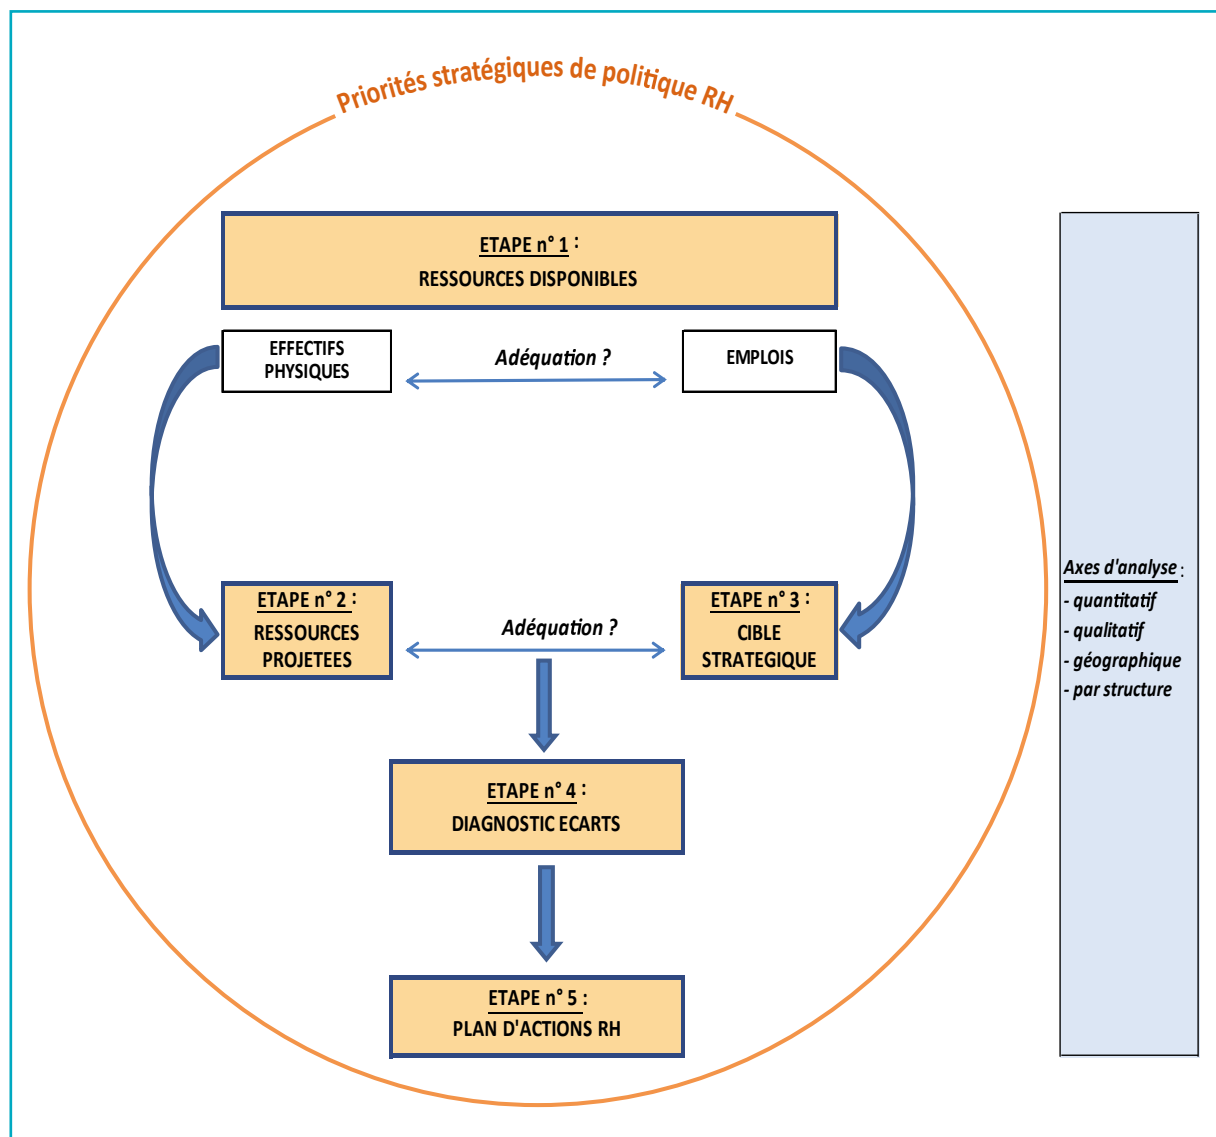 Priorités stratégiques de politique RH
ETAPE n° 1 :
RESSOURCES DISPONIBLES
EFFECTIFS
PHYSIQUES
Adéquation ?
EMPLOIS
ETAPE n° 2 :
RESSOURCES
PROJETEES
Adéquation ?
ETAPE n° 3 :
CIBLE
STRATEGIQUE
ETAPE n° 4 :
DIAGNOSTIC ECARTS
ETAPE n° 5 :
PLAN D'ACTIONS RH
Axes d'analyse :
- quantitatif
- qualitatif
- géographique
- par structure